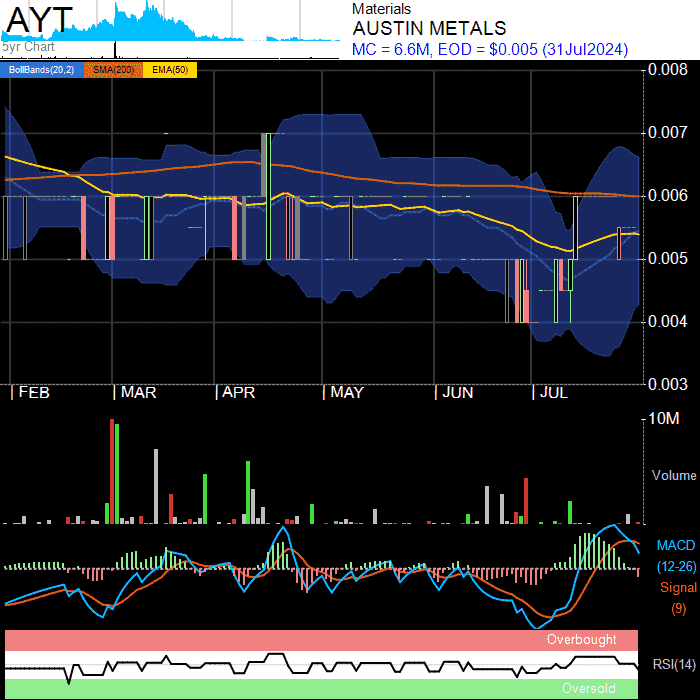 AYT
5yr Chart
Materials
AUSTIN METALS
MC = 6.6M, EOD = $0.005 (31Jul2024)
BollBands(20,2) SMA(200) EMA(50)
0.008
0.007
0.006
0.005
0.004
0.003
FEB MAR APR MAY JUN JUL
10M
Volume
MACD
(12-26)
Signal
(9)
Overbought
RSI(14)
Oversold